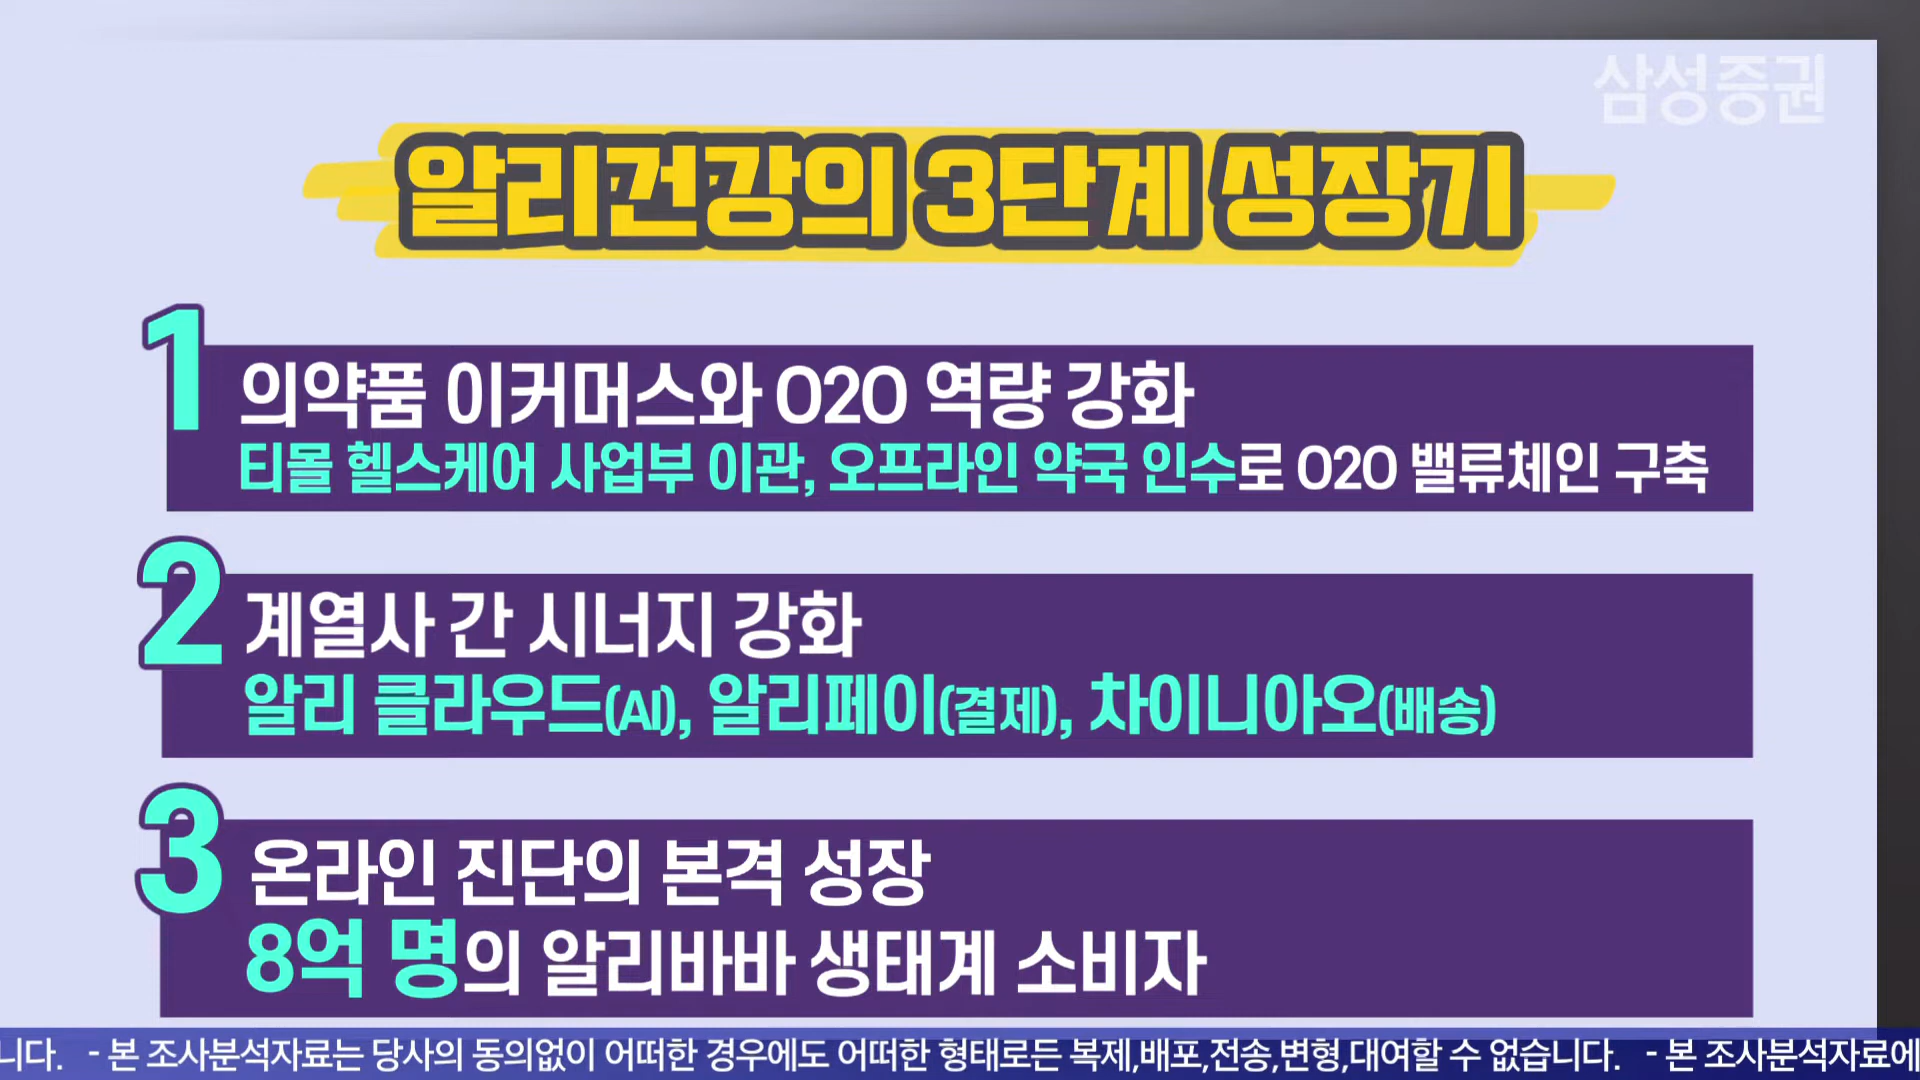 삼성증권
알리건강의 3단계 성장기
1
의약품 이커머스와 O2O 역량 강화
티몰 헬스케어 사업부 이관, 오프라인 약국 인수로 O2O 밸류체인 구축
2
계열사 간 시너지 강화
알리 클라우드(AI), 알리페이(결제), 차이니아오(배송)
3
온라인 진단의 본격 성장
8억 명의 알리바바 생태계 소비자
니다. - 본 조사분석자료는 당사의 동의없이 어떠한 경우에도 어떠한 형태로든 복제,배포,전송,변형,대여할 수 없습니다. - 본 조사분석자료에